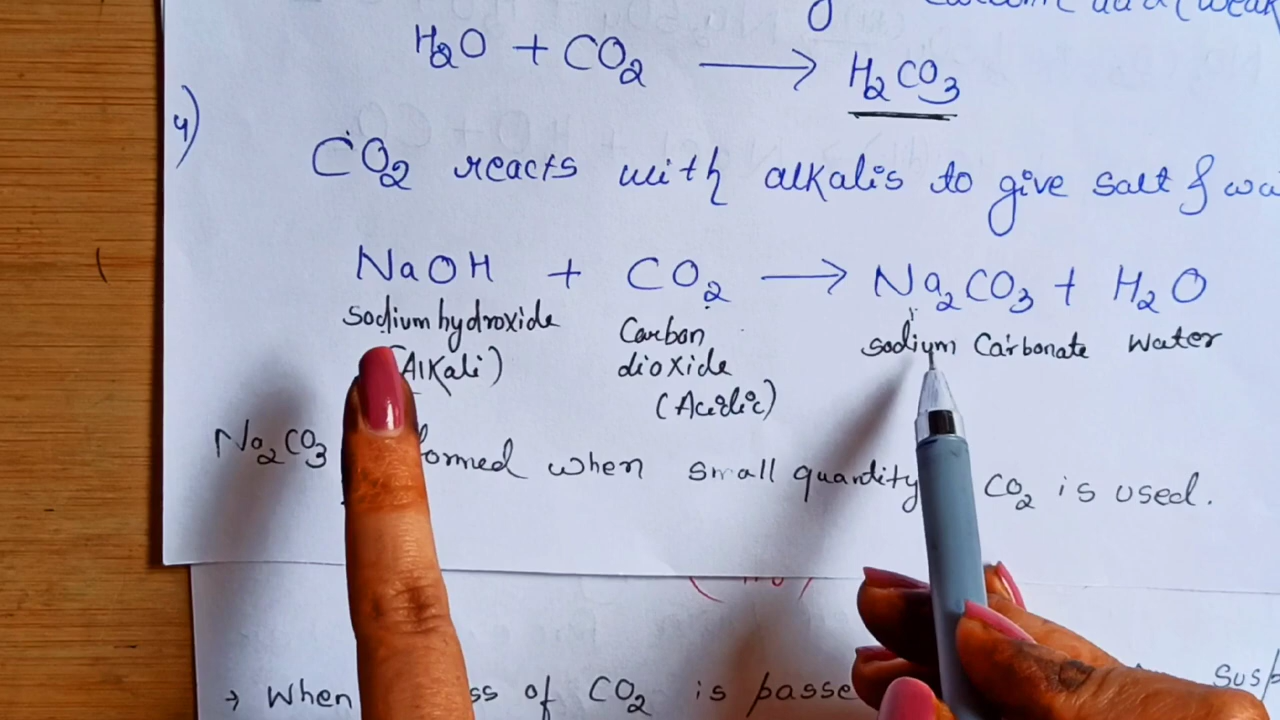 H₂O + CO₂ → H₂CO₃
4)
CO₂ reacts with alkalis to give salt &
NaOH + CO₂ → Na₂CO₃ + H₂O
sodium hydroxide Carbon sodium Carbonate Water
(Alkali) dioxide
(Acidic)
Na₂CO₃ formed when small quantity CO₂ is used.
→ When of CO₂ is